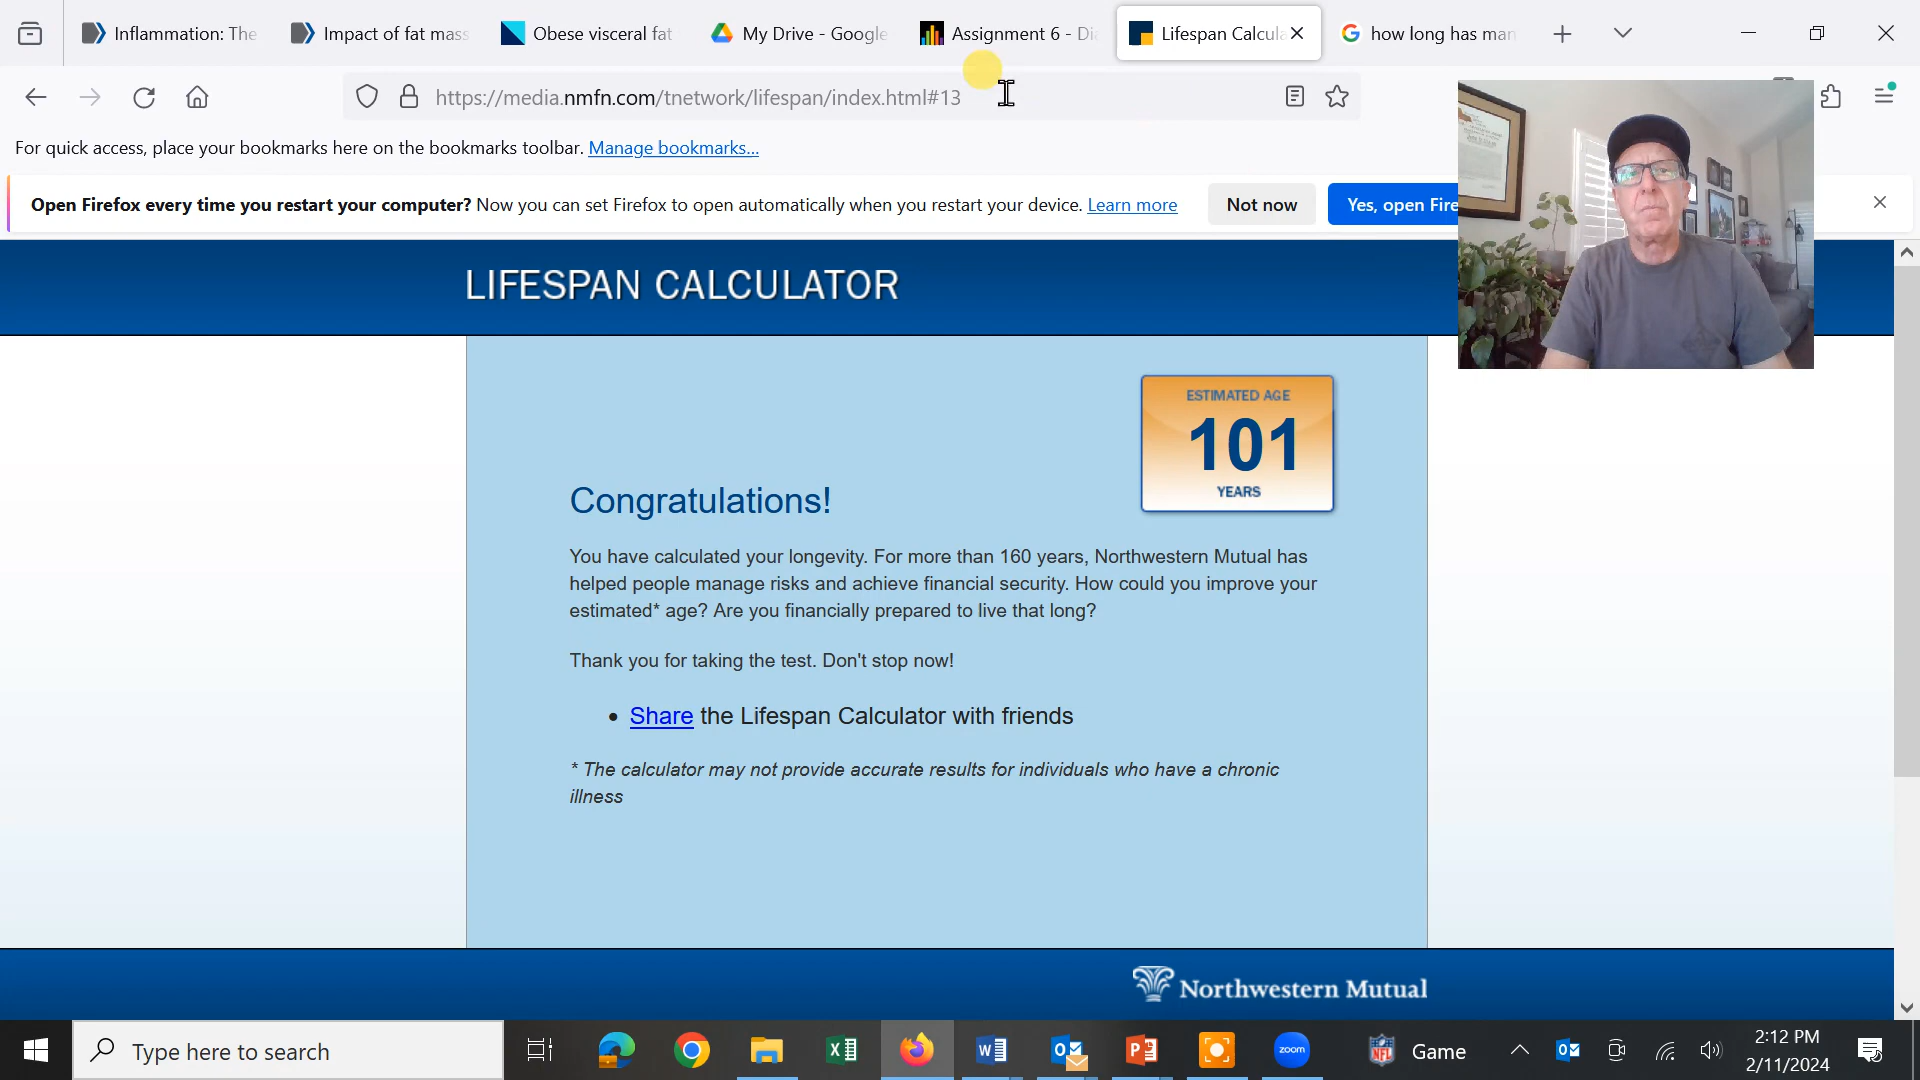 Inflammation: The
Impact of fat mass
Obese visceral fat
My Drive - Google
Assignment 6 - Di
Lifespan Calcula
how long has man
https://media.nmfn.com/tnetwork/lifespan/index.html#13
For quick access, place your bookmarks here on the bookmarks toolbar. Manage bookmarks...
Open Firefox every time you restart your computer? Now you can set Firefox to open automatically when you restart your device. Learn more
Not now
Yes, open Fire
LIFESPAN CALCULATOR
ESTIMATED AGE
101
YEARS
Congratulations!
You have calculated your longevity. For more than 160 years, Northwestern Mutual has
helped people manage risks and achieve financial security. How could you improve your
estimated* age? Are you financially prepared to live that long?
Thank you for taking the test. Don't stop now!
• Share the Lifespan Calculator with friends
* The calculator may not provide accurate results for individuals who have a chronic
illness
Northwestern Mutual
Type here to search
zoom
NFL
Game
2:12 PM
2/11/2024